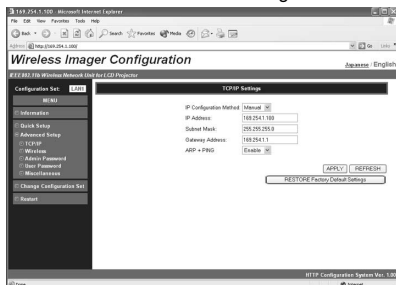 169.254.1.100 - Microsoft Internet Explorer
File Edit View Favorites Tools Help
Back Search Favorites Media
Address http://169.254.1.100/ Go Links
Wireless Imager Configuration
Japanese | English
IEEE 802.11b Wireless Network Unit for LCD Projector
Configuration Set: LAN1
MENU
Information
Quick Setup
Advanced Setup
TCP/IP
Wireless
Admin Password
User Password
Miscellaneous
Change Configuration Set
Restart
TCP/IP Settings
IP Configuration Method: Manual
IP Address: 169.254.1.100
Subnet Mask: 255.255.255.0
Gateway Address: 169.254.1.1
ARP + PING Enable
APPLY REFRESH
RESTORE Factory Default Settings
HTTP Configuration System Ver. 1.00
Done Internet